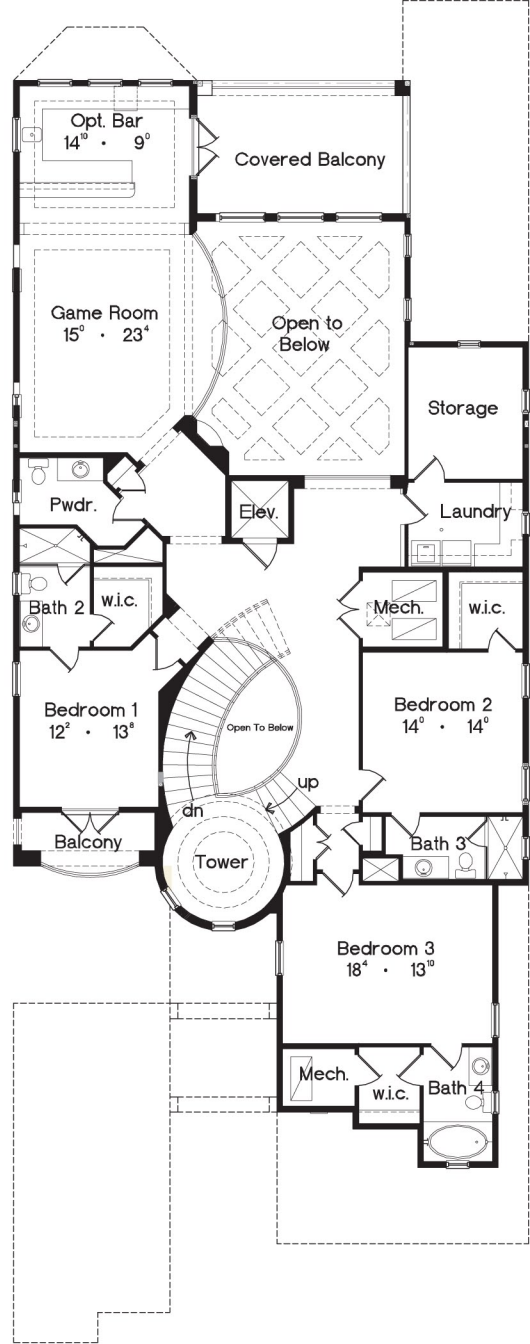 Opt. Bar
14¹⁰ · 9⁰
Covered Balcony
Game Room
15⁰ · 23⁴
Open to
Below
Storage
Pwdr.
Elev.
Laundry
Bath 2
w.i.c.
Mech.
w.i.c.
Bedroom 1
12² · 13⁸
Open To Below
Bedroom 2
14⁰ · 14⁰
up
dn
Balcony
Tower
Bath 3
Bedroom 3
18⁴ · 13¹⁰
Mech.
w.i.c.
Bath 4